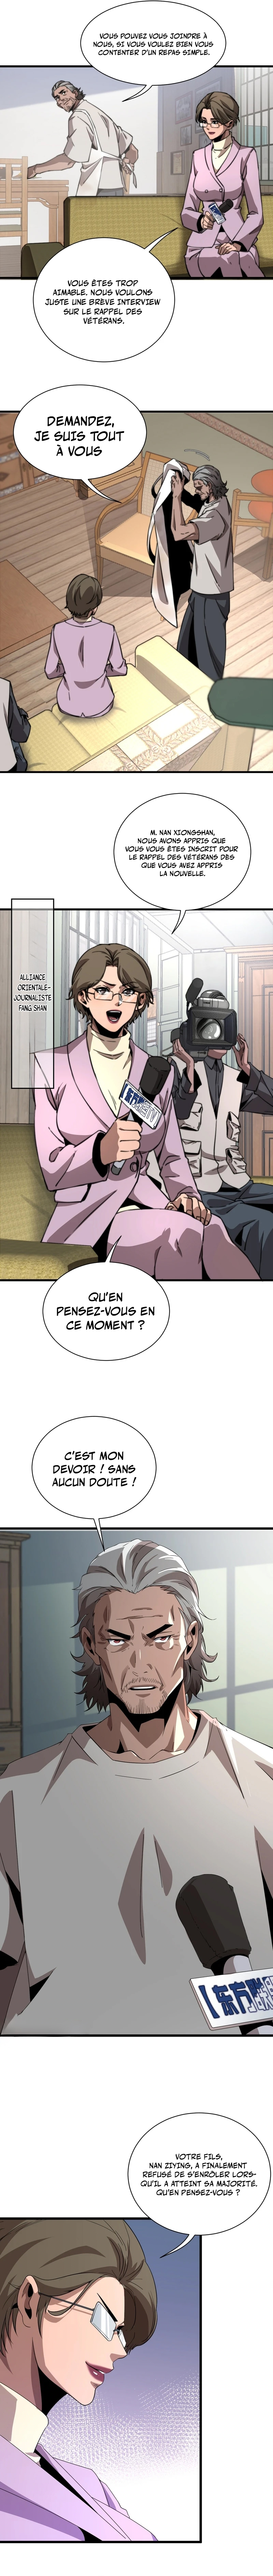 VOUS POUVEZ VOUS JOINDRE À
NOUS, SI VOUS VOULEZ BIEN VOUS
CONTENTER D'UN REPAS SIMPLE.
VOUS ÊTES TROP
AIMABLE. NOUS VOULONS
JUSTE UNE BRÈVE INTERVIEW
SUR LE RAPPEL DES
VÉTÉRANS.
DEMANDEZ,
JE SUIS TOUT
À VOUS
M. NAN XIONGSHAN,
NOUS AVONS APPRIS QUE
VOUS VOUS ÊTES INSCRIT POUR
LE RAPPEL DES VÉTÉRANS DÈS
QUE VOUS AVEZ APPRIS
LA NOUVELLE.
ALLIANCE
ORIENTALE-
JOURNALISTE
FANG SHAN
QU'EN
PENSEZ-VOUS EN
CE MOMENT ?
C'EST MON
DEVOIR ! SANS
AUCUN DOUTE !
东方
VOTRE FILS,
NAN ZIYING, A FINALEMENT
REFUSÉ DE S'ENRÔLER LORS-
QU'IL A ATTEINT SA MAJORITÉ.
QU'EN PENSEZ-VOUS ?